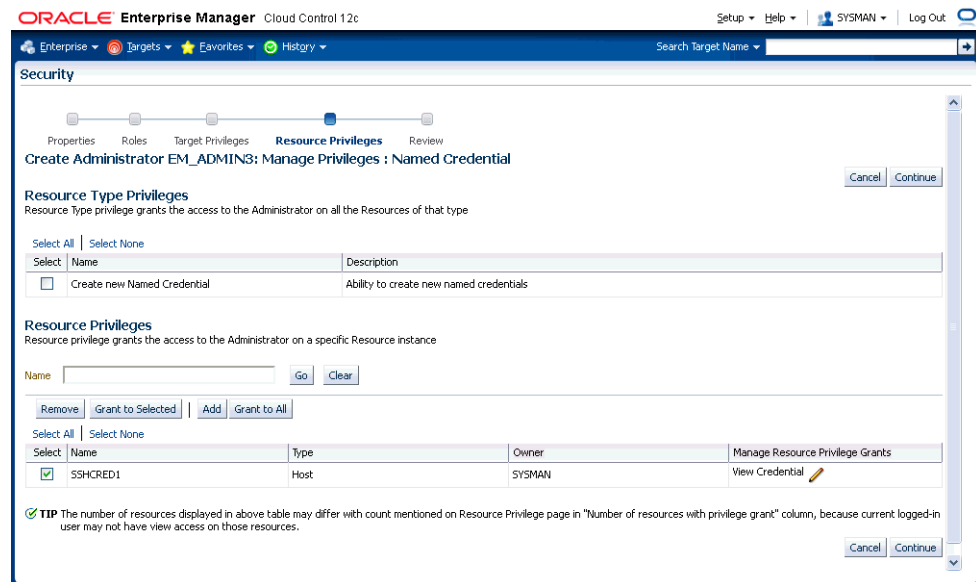 ORACLE Enterprise Manager Cloud Control 12c
Setup Help SYSMAN Log Out
Enterprise Targets Favorites History Search Target Name
Security
Properties Roles Target Privileges Resource Privileges Review
Create Administrator EM_ADMIN3: Manage Privileges : Named Credential
Cancel Continue
Resource Type Privileges
Resource Type privilege grants the access to the Administrator on all the Resources of that type
Select All | Select None
Select Name Description
Create new Named Credential Ability to create new named credentials
Resource Privileges
Resource privilege grants the access to the Administrator on a specific Resource instance
Name Go Clear
Remove Grant to Selected | Add Grant to All
Select All | Select None
Select Name Type Owner Manage Resource Privilege Grants
SSHCRED1 Host SYSMAN View Credential
TIP The number of resources displayed in above table may differ with count mentioned on Resource Privilege page in "Number of resources with privilege grant" column, because current logged-in
user may not have view access on those resources.
Cancel Continue